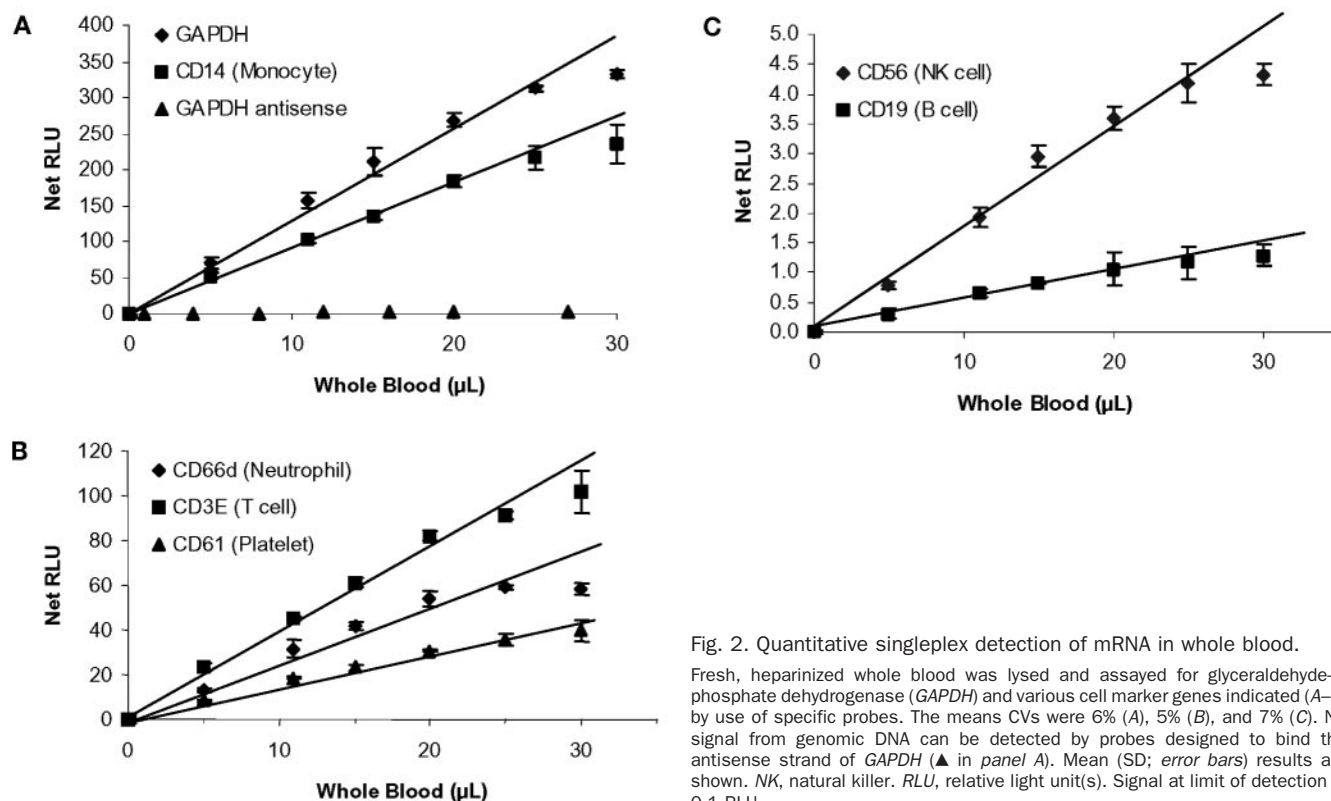 A
400
350
300
250
200
150
100
50
0
Net RLU
GAPDH
CD14 (Monocyte)
GAPDH antisense
0 10 20 30
Whole Blood (µL)
B
120
100
80
60
40
20
0
Net RLU
CD66d (Neutrophil)
CD3E (T cell)
CD61 (Platelet)
0 5 10 15 20 25 30
Whole Blood (µL)
C
5.0
4.5
4.0
3.5
3.0
2.5
2.0
1.5
1.0
0.5
0.0
Net RLU
CD56 (NK cell)
CD19 (B cell)
0 10 20 30
Whole Blood (µL)
Fig. 2. Quantitative singleplex detection of mRNA in whole blood.
Fresh, heparinized whole blood was lysed and assayed for glyceraldehyde-
phosphate dehydrogenase (GAPDH) and various cell marker genes indicated (A–
by use of specific probes. The means CVs were 6% (A), 5% (B), and 7% (C). N
signal from genomic DNA can be detected by probes designed to bind th
antisense strand of GAPDH (▲ in panel A). Mean (SD; error bars) results a
shown. NK, natural killer. RLU, relative light unit(s). Signal at limit of detection